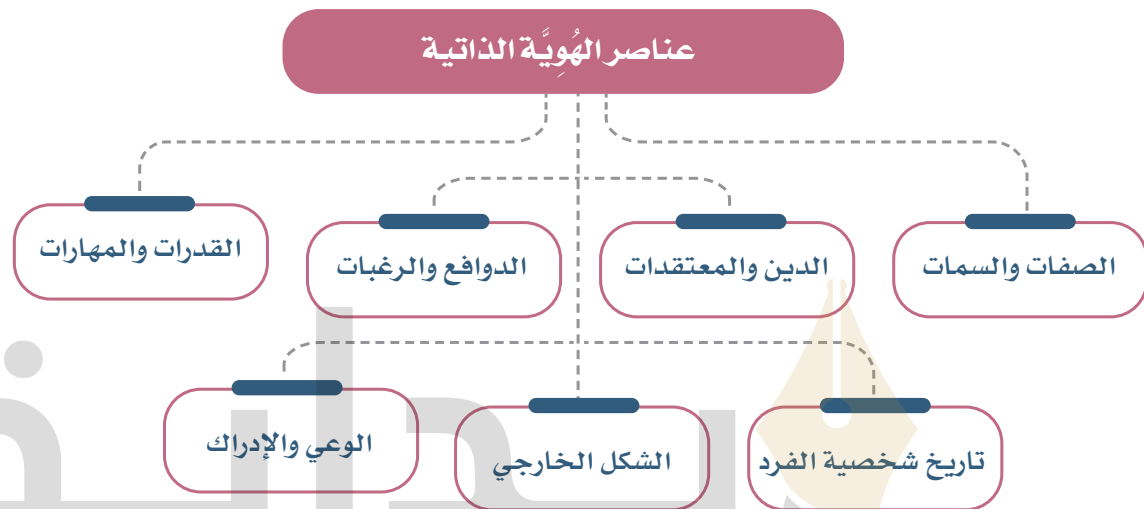 عناصر الهُوِيَّة الذاتية
الصفات والسمات
الدين والمعتقدات
الدوافع والرغبات
القدرات والمهارات
تاريخ شخصية الفرد
الشكل الخارجي
الوعي والإدراك